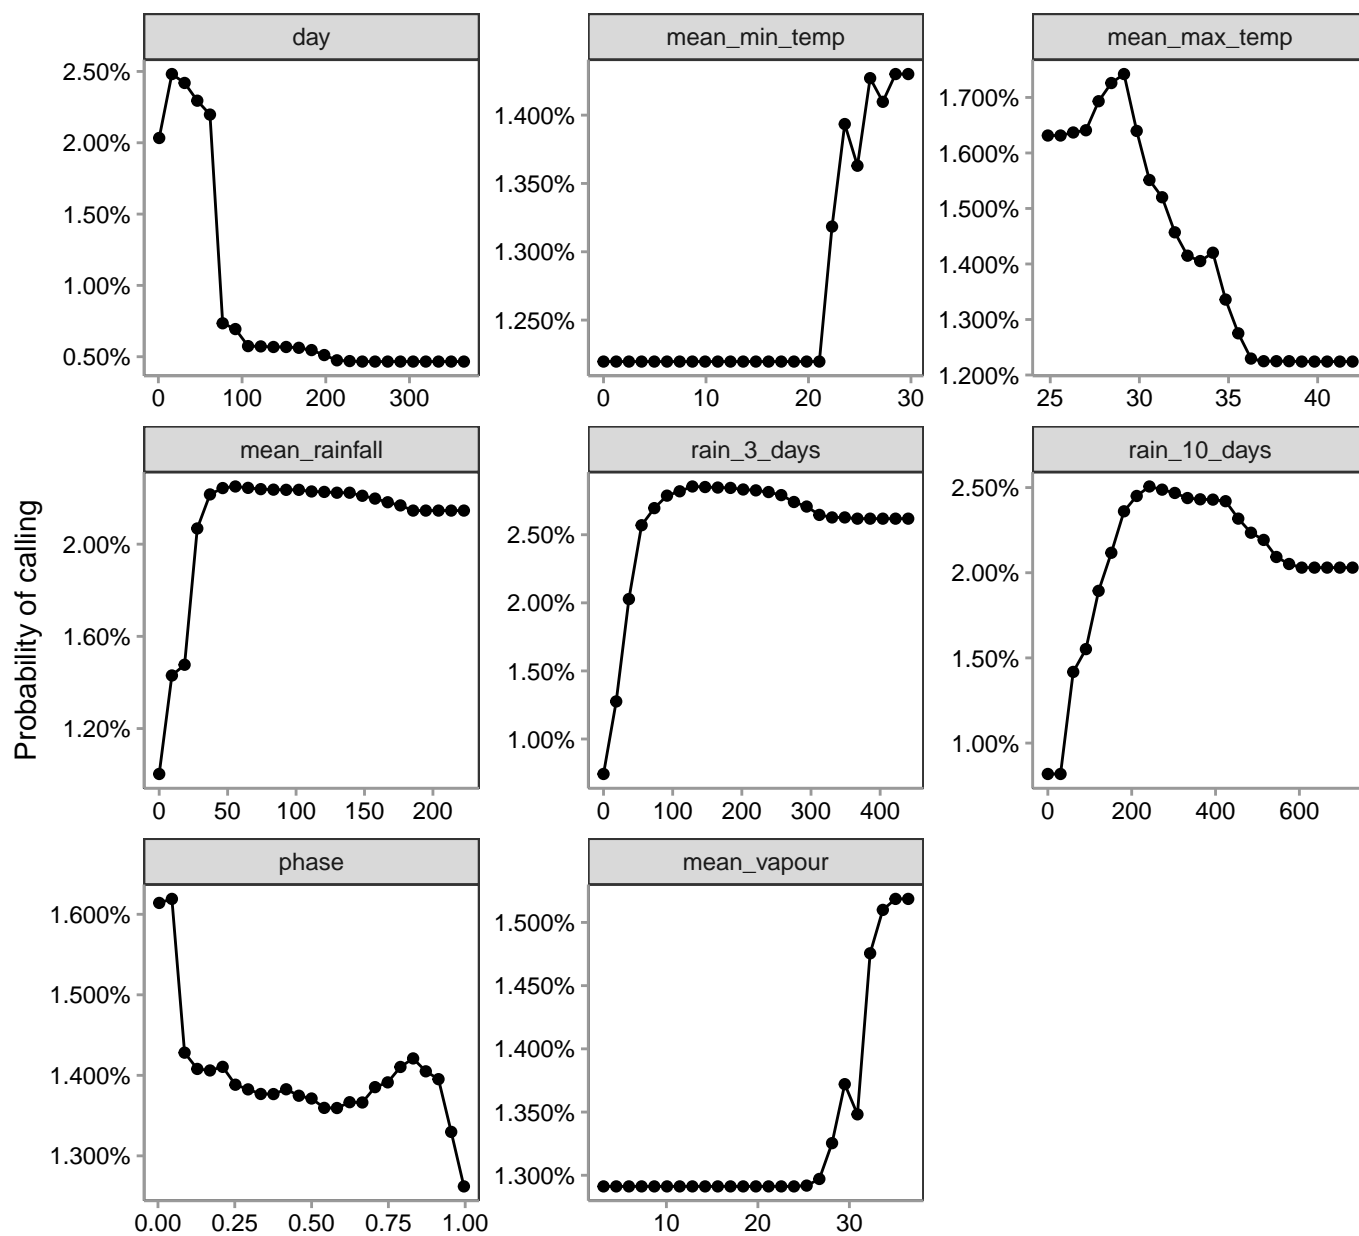 day
mean_min_temp
mean_max_temp
2.50%
2.00%
1.50%
1.00%
0.50%
0 100 200 300
1.400%
1.350%
1.300%
1.250%
0 10 20 30
1.700%
1.600%
1.500%
1.400%
1.300%
1.200%
25 30 35 40
Probability of calling
mean_rainfall
rain_3_days
rain_10_days
2.00%
1.60%
1.20%
0 50 100 150 200
2.50%
2.00%
1.50%
1.00%
0 100 200 300 400
2.50%
2.00%
1.50%
1.00%
0 200 400 600
phase
mean_vapour
1.600%
1.500%
1.400%
1.300%
0.00 0.25 0.50 0.75 1.00
1.500%
1.450%
1.400%
1.350%
1.300%
10 20 30